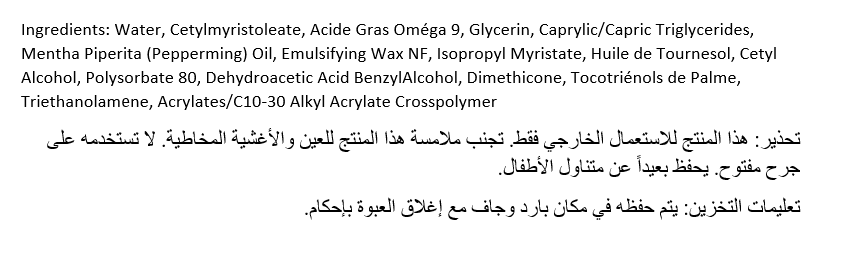 Ingredients: Water, Cetylmyristoleate, Acide Gras Oméga 9, Glycerin, Caprylic/Capric Triglycerides,
Mentha Piperita (Pepperming) Oil, Emulsifying Wax NF, Isopropyl Myristate, Huile de Tournesol, Cetyl
Alcohol, Polysorbate 80, Dehydroacetic Acid BenzylAlcohol, Dimethicone, Tocotriénols de Palme,
Triethanolamene, Acrylates/C10-30 Alkyl Acrylate Crosspolymer
تحذير: هذا المنتج للاستعمال الخارجي فقط. تجنب ملامسة هذا المنتج للعين والأغشية المخاطية. لا تستخدمه على
جرح مفتوح. يحفظ بعيداً عن متناول الأطفال.
تعليمات التخزين: يتم حفظه في مكان بارد وجاف مع إغلاق العبوة بإحكام.